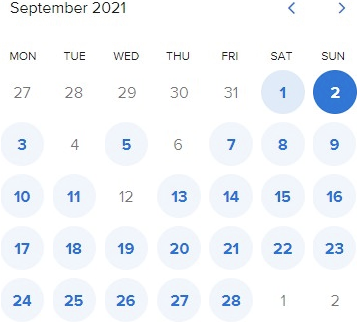 September 2021 < >
MON TUE WED THU FRI SAT SUN
27 28 29 30 31 1 2
3 4 5 6 7 8 9
10 11 12 13 14 15 16
17 18 19 20 21 22 23
24 25 26 27 28 1 2